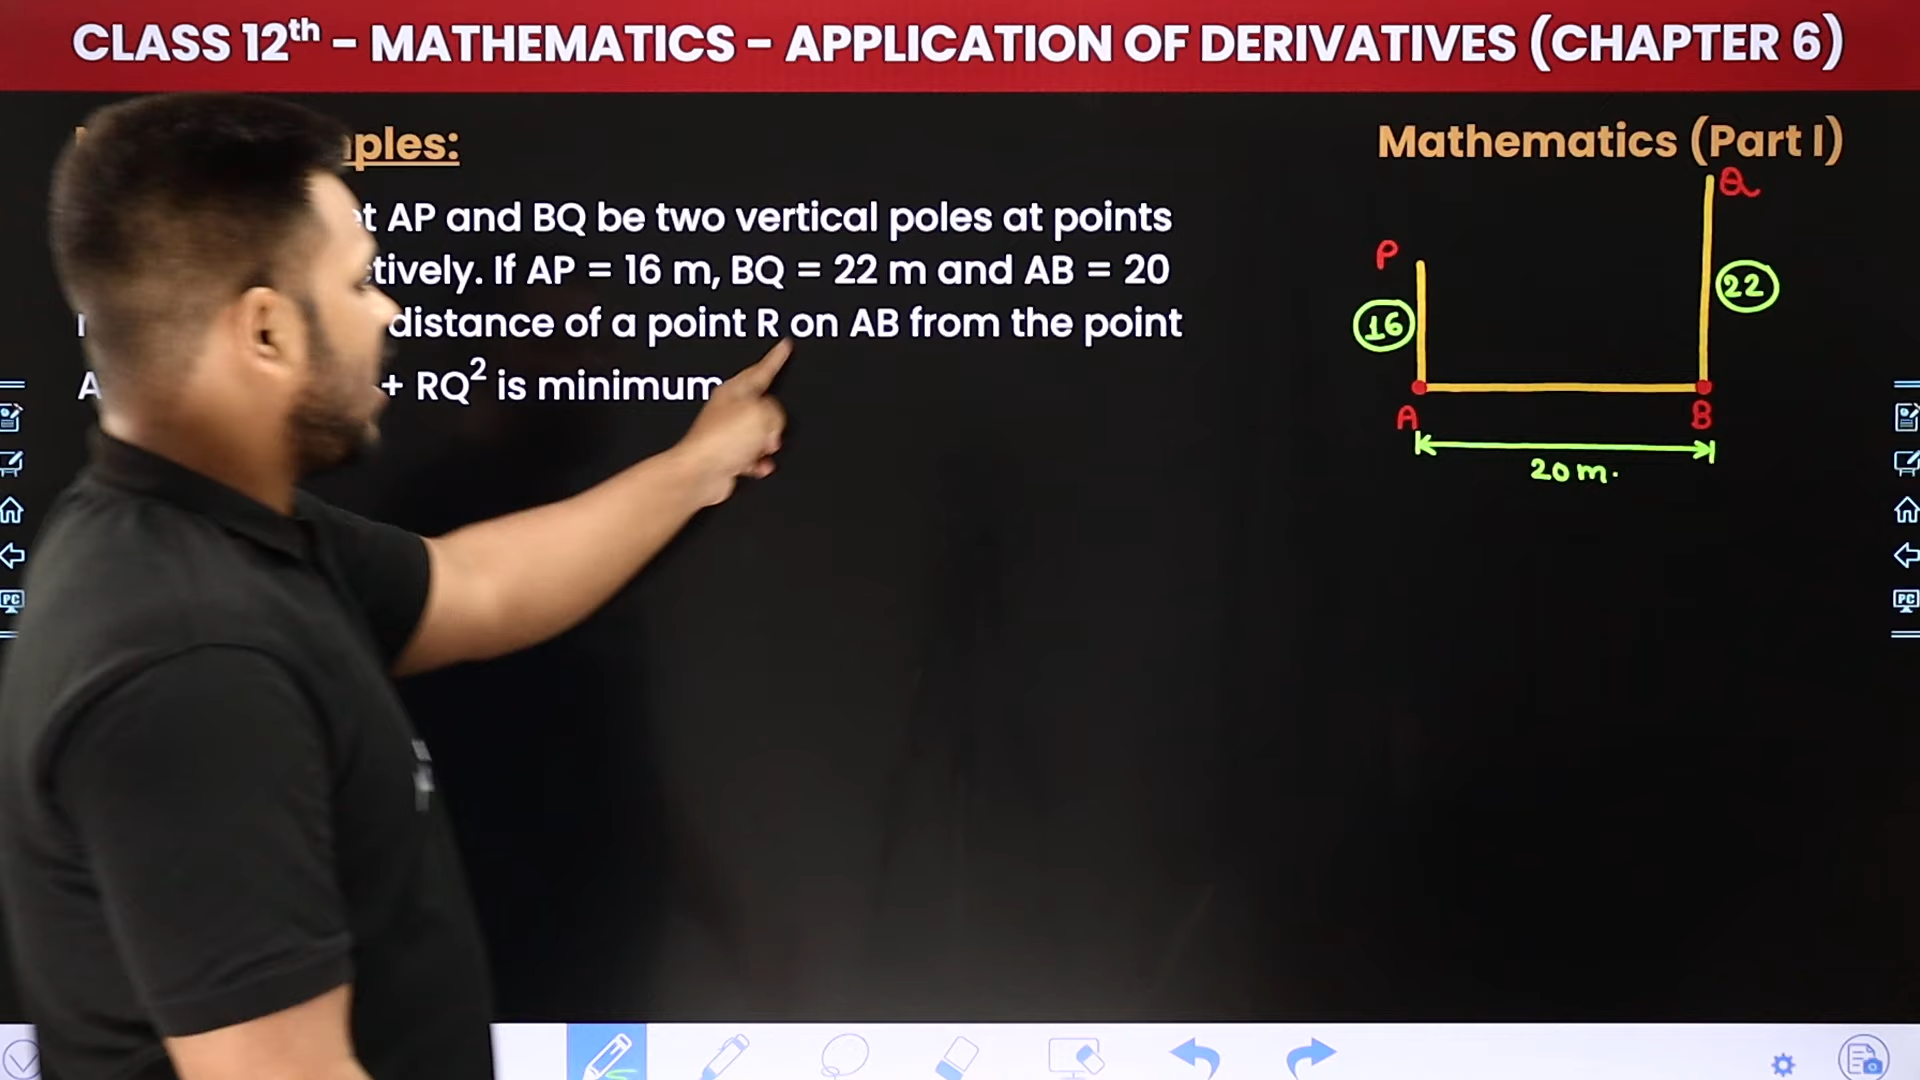 CLASS 12th - MATHEMATICS - APPLICATION OF DERIVATIVES (CHAPTER 6)
Mathematics (Part I)
AP and BQ be two vertical poles at points
If AP = 16 m, BQ = 22 m and AB = 20
distance of a point R on AB from the point
+ RQ² is minimum
Q
P
22
16
A
B
20 m.
PC
PC